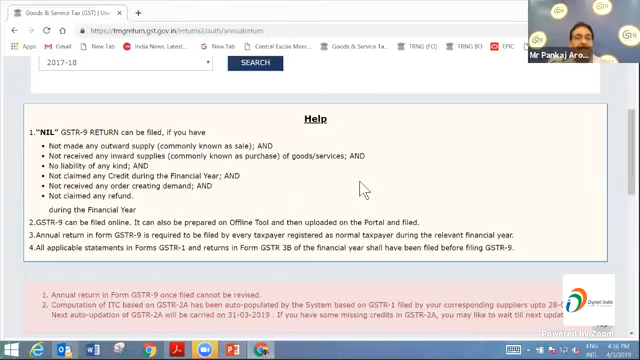 Goods & Service Tax (GST) | Use
https://trngreturn.gst.gov.in/returns2/auth/annualreturn
Apps
Bookmarks
India News, Latest
Central Excise Meer
Goods & Service Ta
TRNG (FO)
TRNG BO
EPIC
2017-18
SEARCH
Mr Pankaj Aro...
Help
1."NIL" GSTR-9 RETURN can be filed, if you have
Not made any outward supply (commonly known as sale); AND
Not received any inward supplies (commonly known as purchase) of goods/services; AND
No liability of any kind; AND
Not claimed any Credit during the Financial Year; AND
Not received any order creating demand; AND
Not claimed any refund.
during the Financial Year
2.GSTR-9 can be filed online. It can also be prepared on Offline Tool and then uploaded on the Portal and filed.
3.Annual return in form GSTR-9 is required to be filed by every taxpayer registered as normal taxpayer during the relevant financial year.
4.All applicable statements in Forms GSTR-1 and returns in Form GSTR 3B of the financial year shall have been filed before filing GSTR-9.
1. Annual return in Form GSTR-9 once filed cannot be revised.
2. Computation of ITC based on GSTR-2A has been auto-populated by the System based on GSTR-1 filed by your corresponding suppliers upto 28-
Next auto-updation of GSTR-2A will be carried on 31-03-2019 . If you have some missing credits in GSTR-2A, you may like to wait till next updat
Digital India
Powered by Zoom
ENG
INTL
4:36 PM
4/3/2019